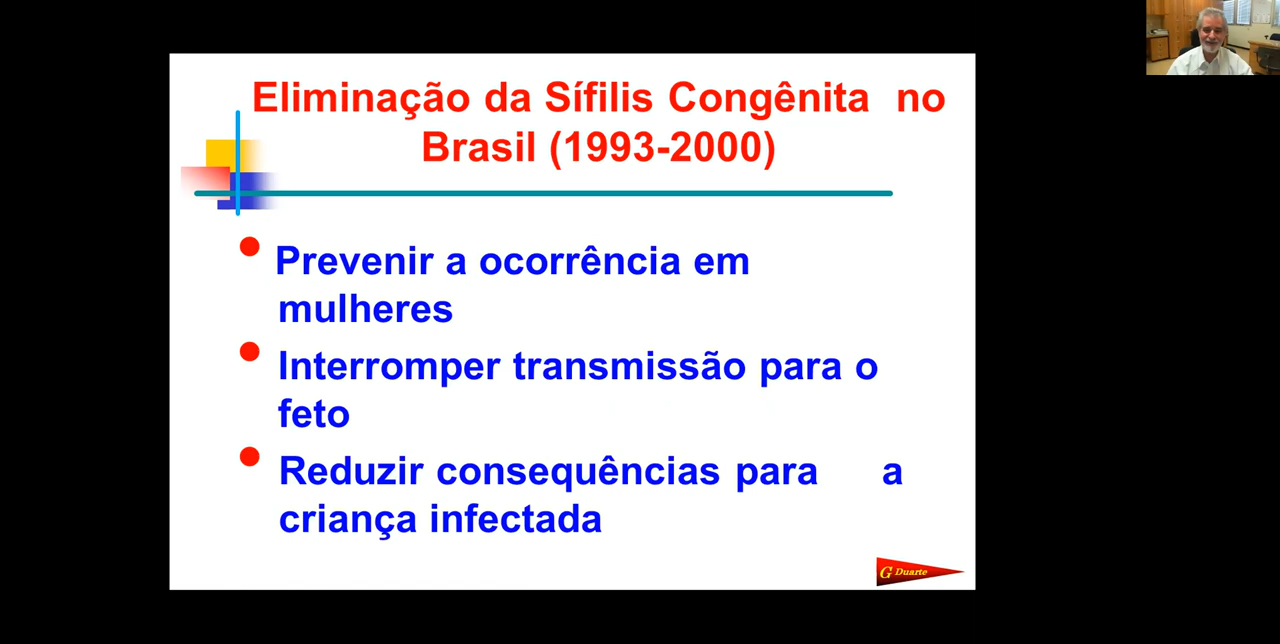 Eliminação da Sífilis Congênita no
Brasil (1993-2000)
Prevenir a ocorrência em
mulheres
Interromper transmissão para o
feto
Reduzir consequências para a
criança infectada
G Duarte